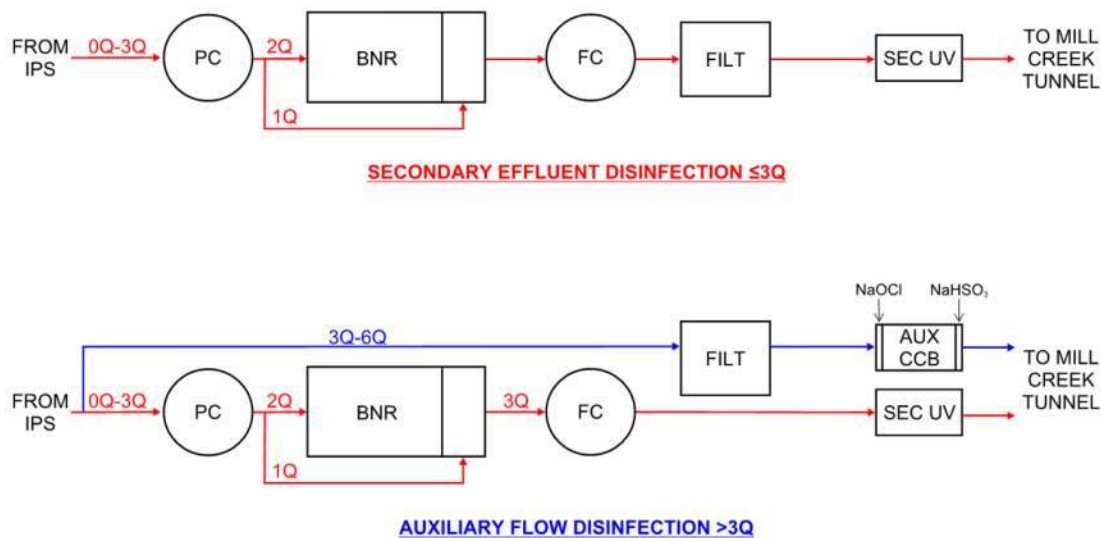 FROM
IPS
0Q-3Q
PC
2Q
1Q
BNR
FC
FILT
SEC UV
TO MILL
CREEK
TUNNEL
SECONDARY EFFLUENT DISINFECTION ≤3Q
NaOCl
NaHSO₃
3Q-6Q
FILT
AUX
CCB
TO MILL
CREEK
TUNNEL
FROM
IPS
0Q-3Q
PC
2Q
1Q
BNR
3Q
FC
SEC UV
AUXILIARY FLOW DISINFECTION >3Q